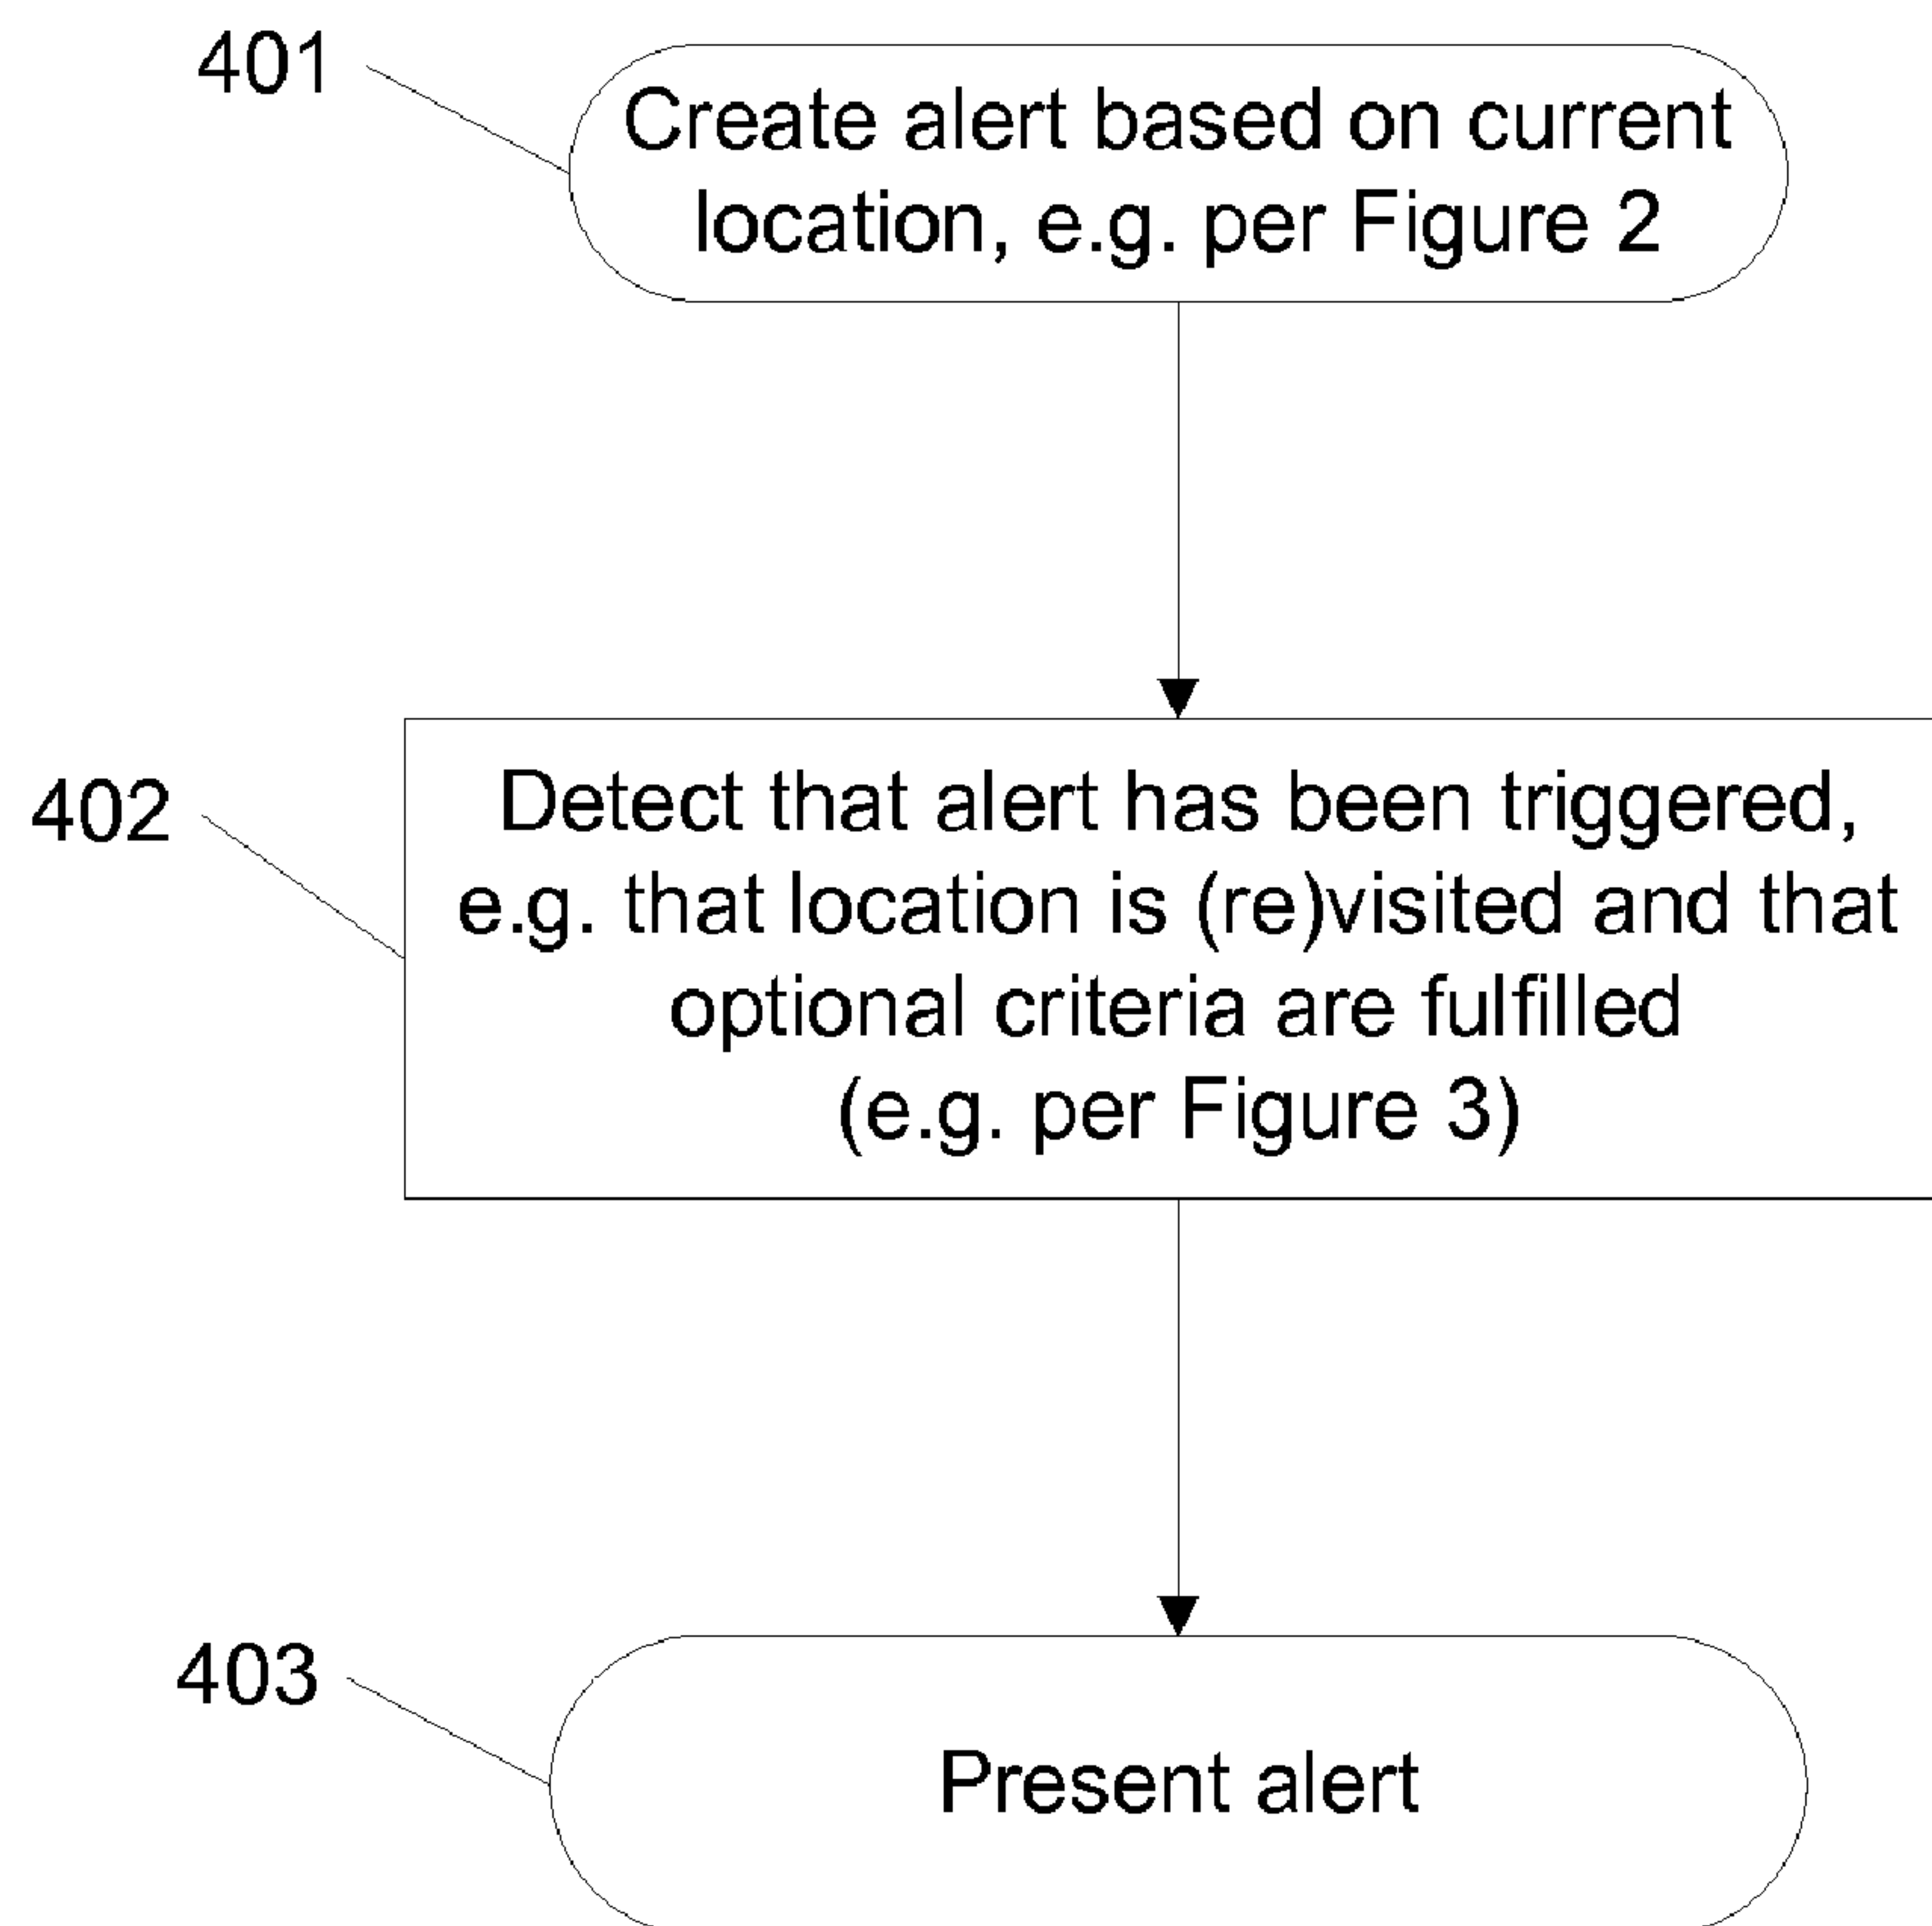 401
Create alert based on current
location, e.g. per Figure 2
402
Detect that alert has been triggered,
e.g. that location is (re)visited and that
optional criteria are fulfilled
(e.g. per Figure 3)
403
Present alert